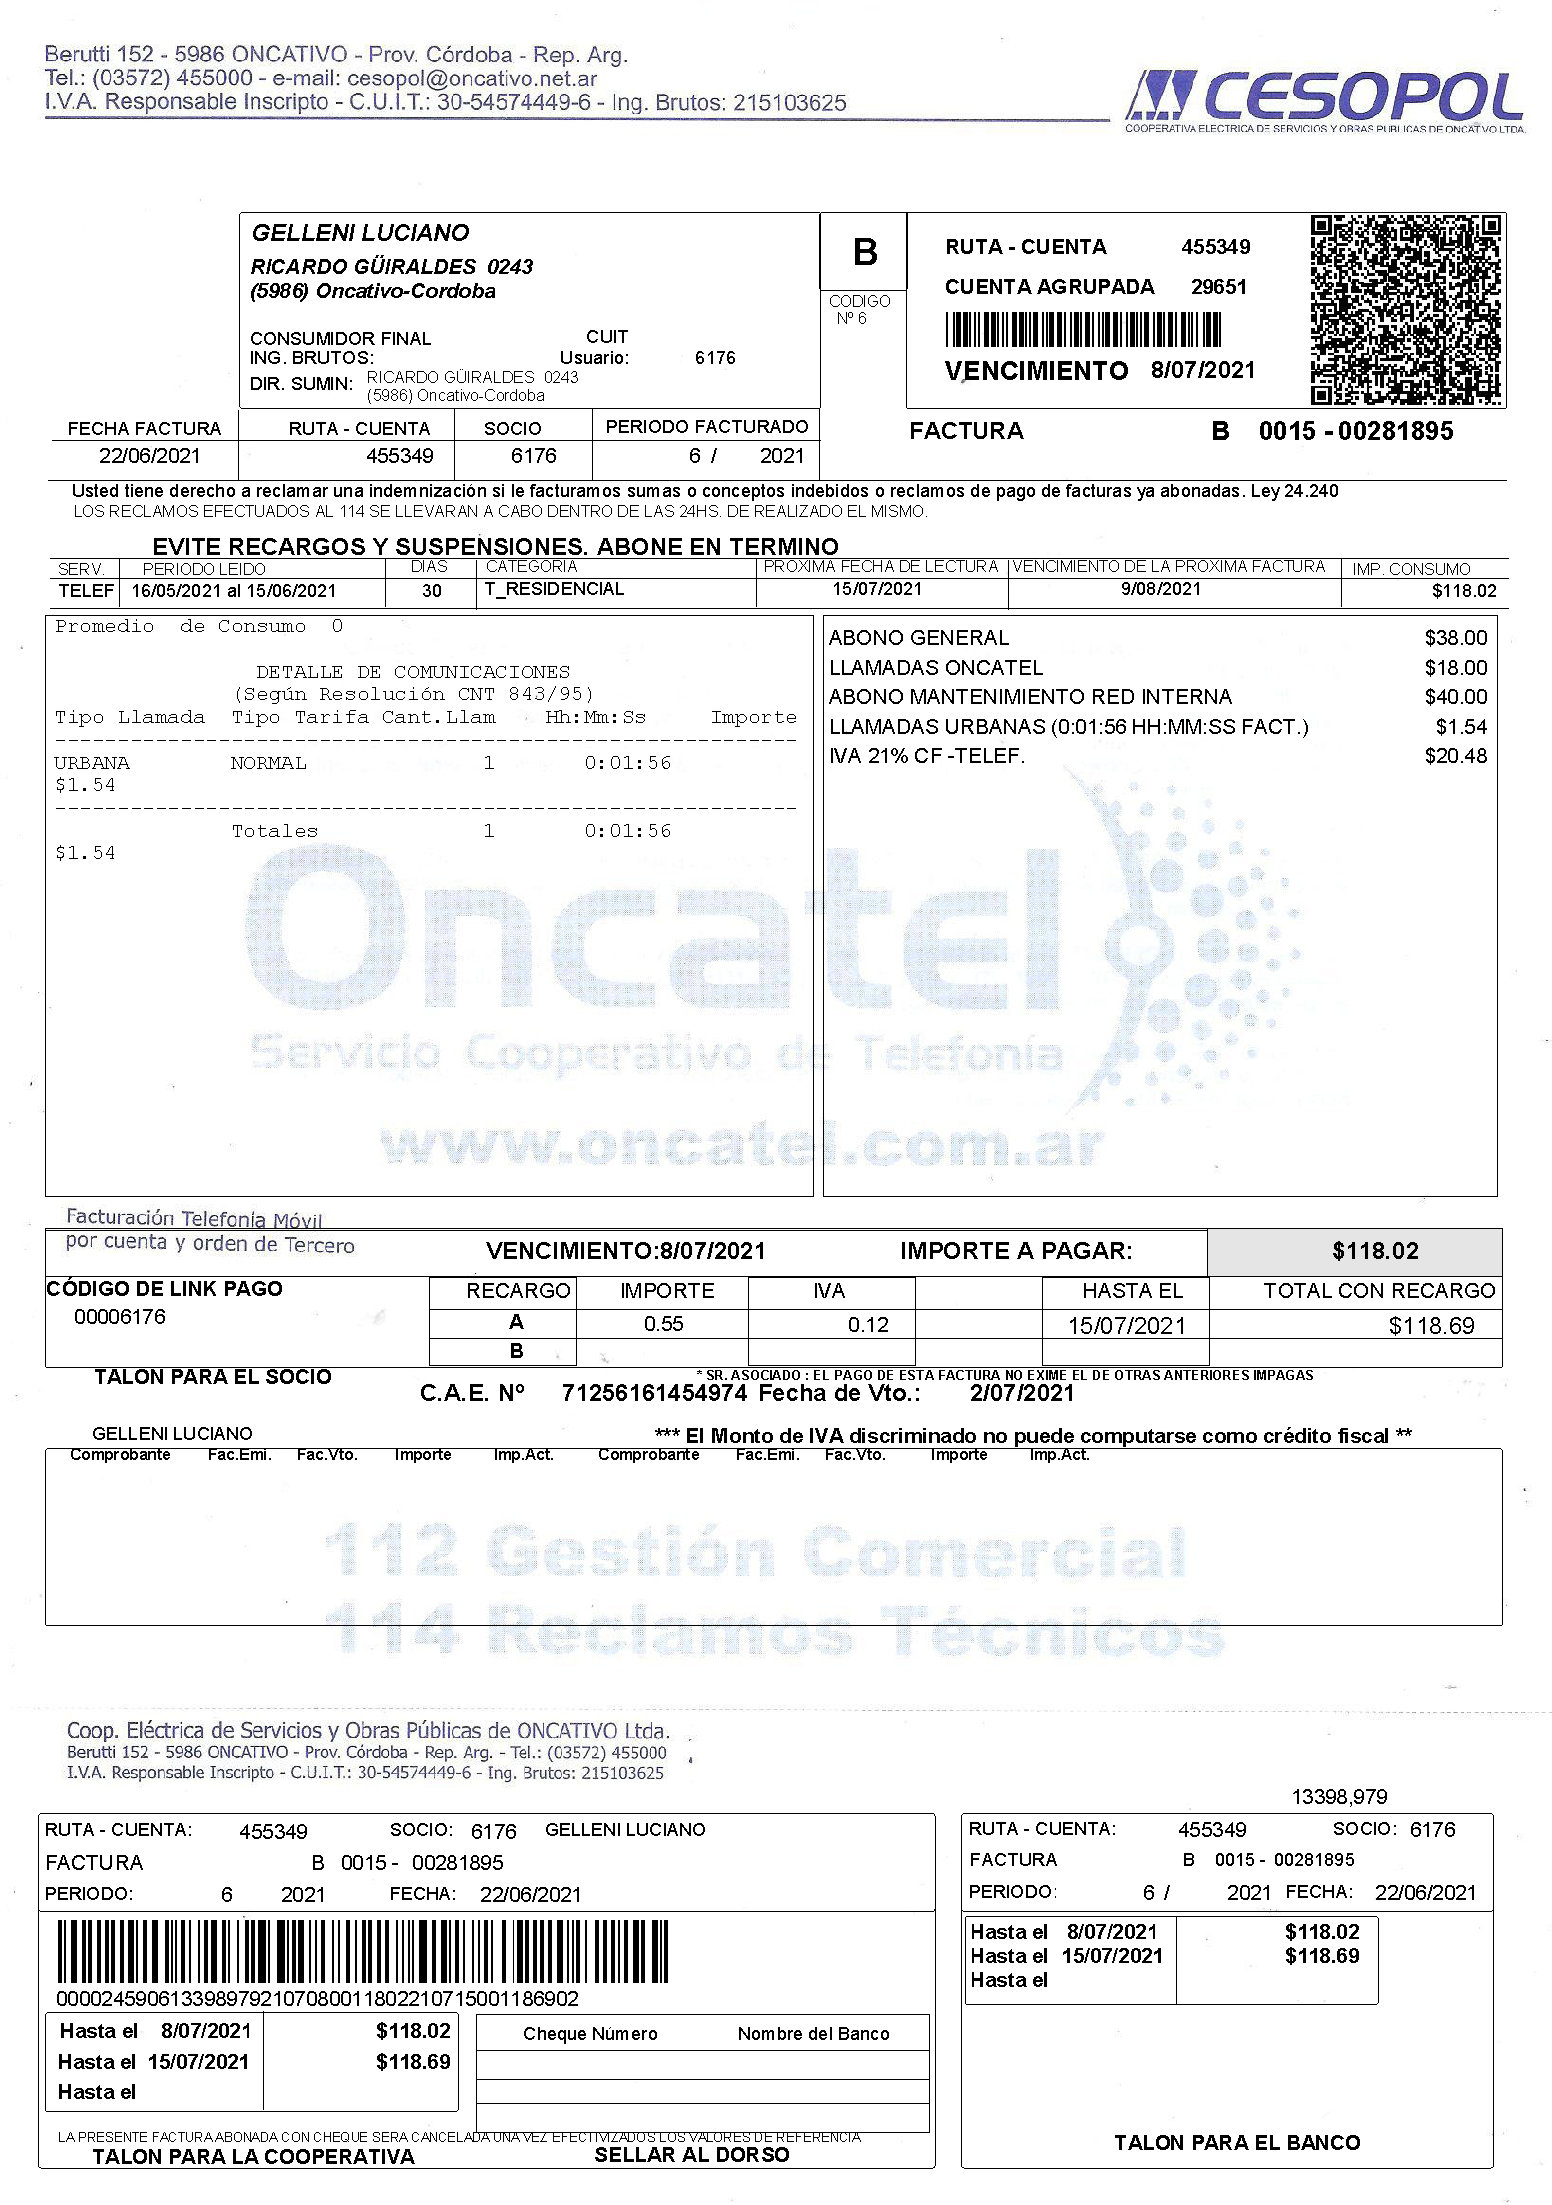 Berutti 152 - 5986 ONCATIVO - Prov. Córdoba - Rep. Arg.
Tel.: (03572) 455000 - e-mail: cesopol@oncativo.net.ar
I.V.A. Responsable Inscripto - C.U.I.T.: 30-54574449-6 - Ing. Brutos: 215103625
CESOPOL
COOPERATIVA ELECTRICA DE SERVICIOS Y OBRAS PUBLICAS DE ONCATIVO LTDA.
GELLENI LUCIANO
RICARDO GÜIRALDES 0243
(5986) Oncativo-Cordoba
CONSUMIDOR FINAL CUIT
ING. BRUTOS: Usuario: 6176
DIR. SUMIN: RICARDO GÜIRALDES 0243
(5986) Oncativo-Cordoba
B
CODIGO
Nº 6
RUTA - CUENTA 455349
CUENTA AGRUPADA 29651
VENCIMIENTO 8/07/2021
FECHA FACTURA RUTA - CUENTA SOCIO PERIODO FACTURADO
22/06/2021 455349 6176 6 / 2021
FACTURA B 0015 - 00281895
Usted tiene derecho a reclamar una indemnización si le facturamos sumas o conceptos indebidos o reclamos de pago de facturas ya abonadas. Ley 24.240
LOS RECLAMOS EFECTUADOS AL 114 SE LLEVARAN A CABO DENTRO DE LAS 24HS. DE REALIZADO EL MISMO.
EVITE RECARGOS Y SUSPENSIONES. ABONE EN TERMINO
SERV. PERIODO LEIDO DIAS CATEGORIA PROXIMA FECHA DE LECTURA VENCIMIENTO DE LA PROXIMA FACTURA IMP. CONSUMO
TELEF 16/05/2021 al 15/06/2021 30 T_RESIDENCIAL 15/07/2021 9/08/2021 $118.02
Promedio de Consumo 0
DETALLE DE COMUNICACIONES
(Según Resolución CNT 843/95)
Tipo Llamada Tipo Tarifa Cant.Llam Hh:Mm:Ss Importe
-----------------------------------------------------------
URBANA NORMAL 1 0:01:56
$1.54
-----------------------------------------------------------
Totales 1 0:01:56
$1.54
ABONO GENERAL $38.00
LLAMADAS ONCATEL $18.00
ABONO MANTENIMIENTO RED INTERNA $40.00
LLAMADAS URBANAS (0:01:56 HH:MM:SS FACT.) $1.54
IVA 21% CF -TELEF. $20.48
Oncatel
Servicio Cooperativo de Telefonía
www.oncatel.com.ar
Facturación Telefonía Móvil
por cuenta y orden de Tercero
VENCIMIENTO:8/07/2021 IMPORTE A PAGAR: $118.02
CÓDIGO DE LINK PAGO
00006176
RECARGO IMPORTE IVA HASTA EL TOTAL CON RECARGO
A 0.55 0.12 15/07/2021 $118.69
B
TALON PARA EL SOCIO
* SR. ASOCIADO : EL PAGO DE ESTA FACTURA NO EXIME EL DE OTRAS ANTERIORES IMPAGAS
C.A.E. Nº 71256161454974 Fecha de Vto.: 2/07/2021
GELLENI LUCIANO
*** El Monto de IVA discriminado no puede computarse como crédito fiscal **
Comprobante Fac.Emi. Fac.Vto. Importe Imp.Act. Comprobante Fac.Emi. Fac.Vto. Importe Imp.Act.
112 Gestión Comercial
114 Reclamos Técnicos
Coop. Eléctrica de Servicios y Obras Públicas de ONCATIVO Ltda.
Berutti 152 - 5986 ONCATIVO - Prov. Córdoba - Rep. Arg. - Tel.: (03572) 455000
I.V.A. Responsable Inscripto - C.U.I.T.: 30-54574449-6 - Ing. Brutos: 215103625
RUTA - CUENTA: 455349 SOCIO: 6176 GELLENI LUCIANO
FACTURA B 0015 - 00281895
PERIODO: 6 2021 FECHA: 22/06/2021
00002459061339897921070800118022107150011869​02
Hasta el 8/07/2021 $118.02
Hasta el 15/07/2021 $118.69
Hasta el
Cheque Número Nombre del Banco
LA PRESENTE FACTURA ABONADA CON CHEQUE SERA CANCELADA UNA VEZ EFECTIVIZADOS LOS VALORES DE REFERENCIA
TALON PARA LA COOPERATIVA SELLAR AL DORSO
13398,979
RUTA - CUENTA: 455349 SOCIO: 6176
FACTURA B 0015 - 00281895
PERIODO: 6 / 2021 FECHA: 22/06/2021
Hasta el 8/07/2021 $118.02
Hasta el 15/07/2021 $118.69
Hasta el
TALON PARA EL BANCO